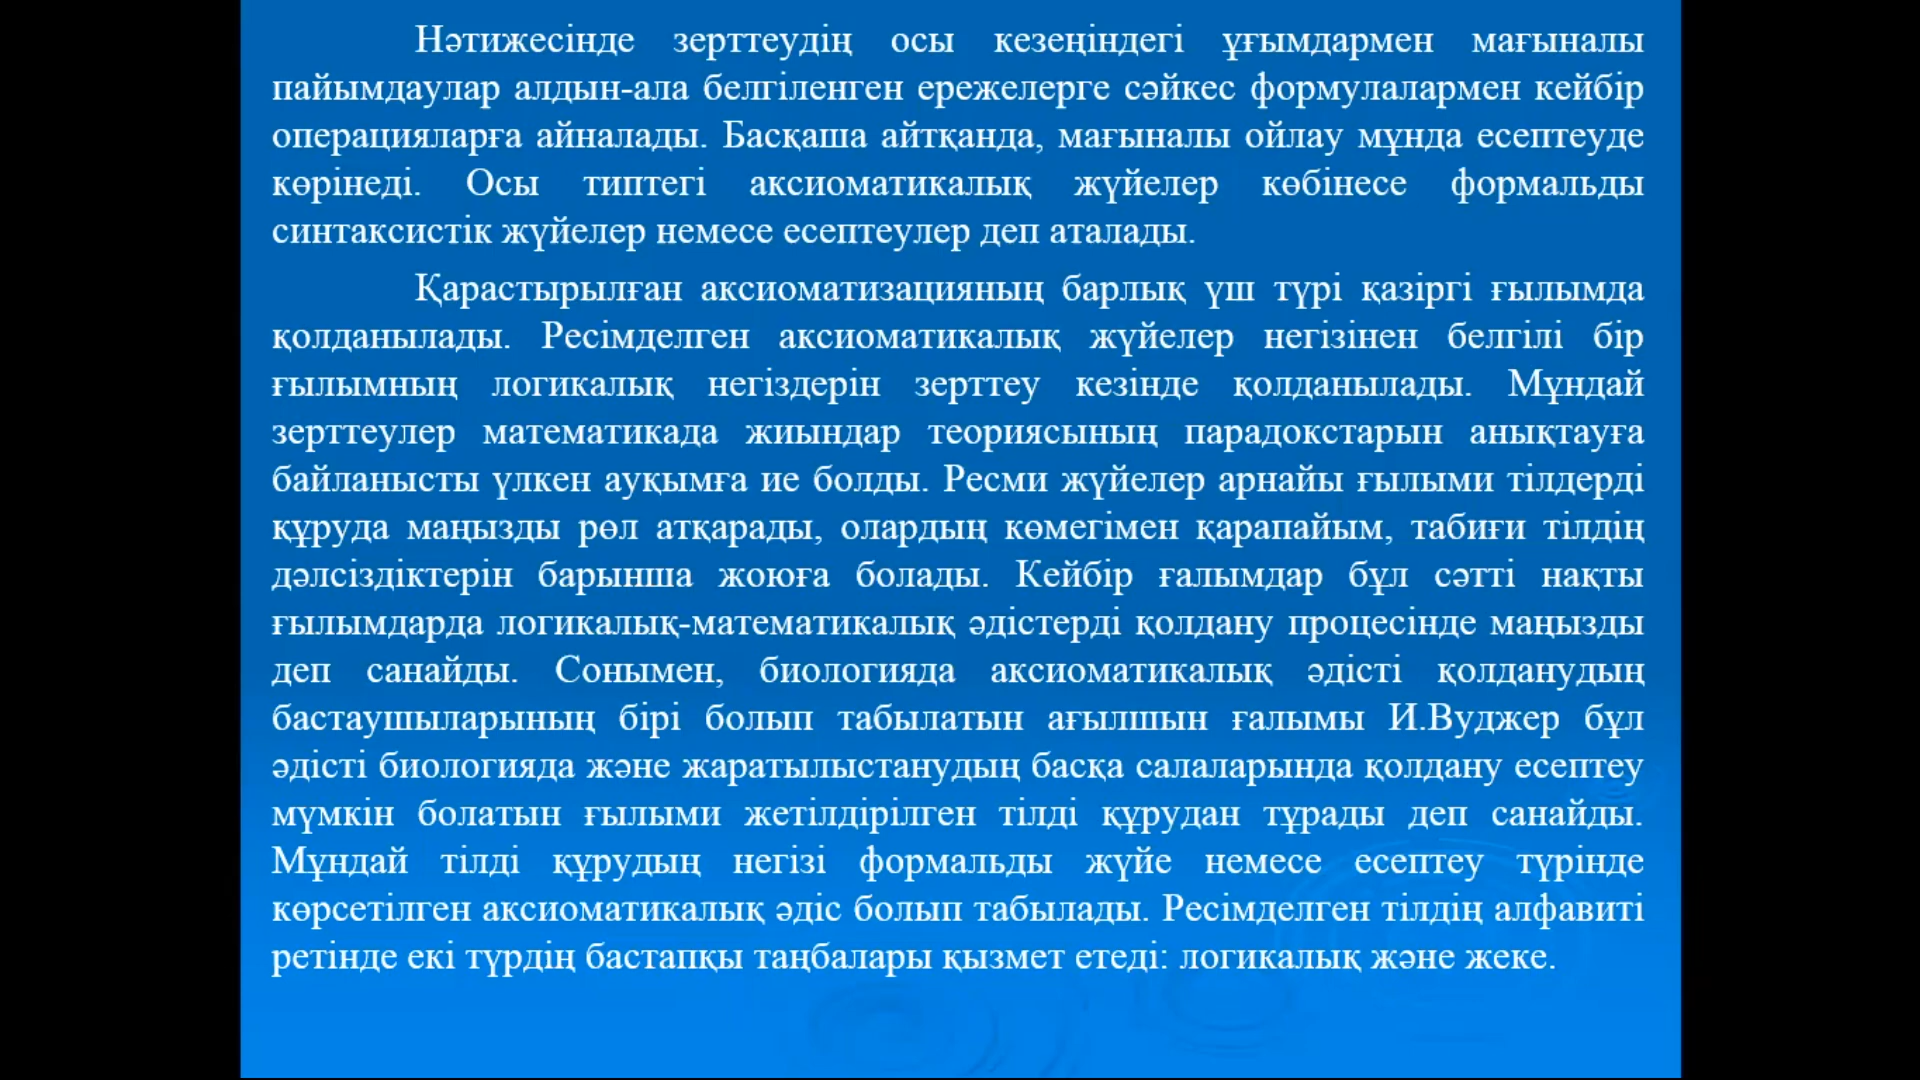 Нәтижесінде зерттеудің осы кезеңіндегі ұғымдармен мағыналы
пайымдаулар алдын-ала белгіленген ережелерге сәйкес формулалармен кейбір
операцияларға айналады. Басқаша айтқанда, мағыналы ойлау мұнда есептеуде
көрінеді. Осы типтегі аксиоматикалық жүйелер көбінесе формальды
синтаксистік жүйелер немесе есептеулер деп аталады.
Қарастырылған аксиоматизацияның барлық үш түрі қазіргі ғылымда
қолданылады. Ресімделген аксиоматикалық жүйелер негізінен белгілі бір
ғылымның логикалық негіздерін зерттеу кезінде қолданылады. Мұндай
зерттеулер математикада жиындар теориясының парадокстарын анықтауға
байланысты үлкен ауқымға ие болды. Ресми жүйелер арнайы ғылыми тілдерді
құруда маңызды рөл атқарады, олардың көмегімен қарапайым, табиғи тілдің
дәлсіздіктерін барынша жоюға болады. Кейбір ғалымдар бұл сәтті нақты
ғылымдарда логикалық-математикалық әдістерді қолдану процесінде маңызды
деп санайды. Сонымен, биологияда аксиоматикалық әдісті қолданудың
бастаушыларының бірі болып табылатын ағылшын ғалымы И.Вуджер бұл
әдісті биологияда және жаратылыстанудың басқа салаларында қолдану есептеу
мүмкін болатын ғылыми жетілдірілген тілді құрудан тұрады деп санайды.
Мұндай тілді құрудың негізі формальды жүйе немесе есептеу түрінде
көрсетілген аксиоматикалық әдіс болып табылады. Ресімделген тілдің алфавиті
ретінде екі түрдің бастапқы таңбалары қызмет етеді: логикалық және жеке.